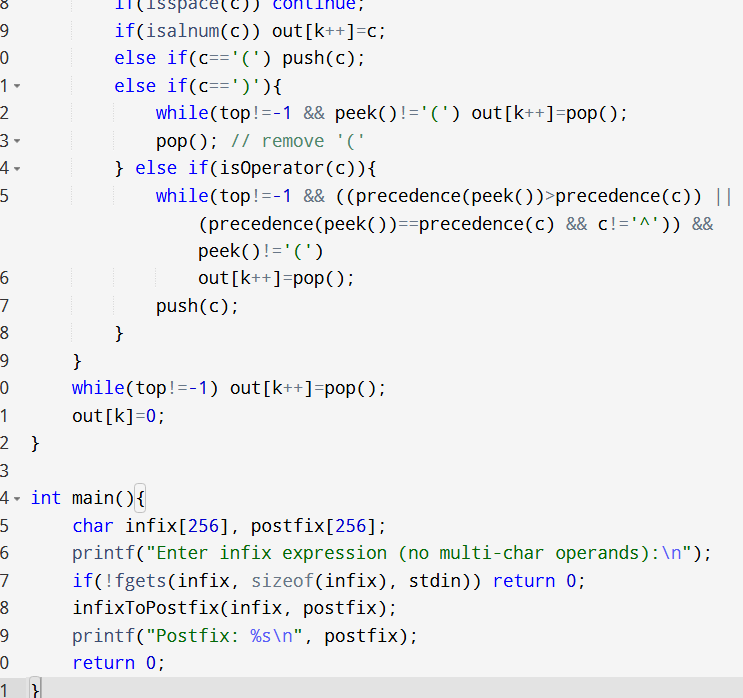 8 if(isspace(c)) continue;
9 if(isalnum(c)) out[k++]=c;
0 else if(c=='(') push(c);
1 else if(c==')'){
2 while(top!=-1 && peek()!='(') out[k++]=pop();
3 pop(); // remove '('
4 } else if(isOperator(c)){
5 while(top!=-1 && ((precedence(peek())>precedence(c)) ||
(precedence(peek())==precedence(c) && c!='^')) &&
peek()!='(')
6 out[k++]=pop();
7 push(c);
8 }
9 }
0 while(top!=-1) out[k++]=pop();
1 out[k]=0;
2 }
3
4 int main(){
5 char infix[256], postfix[256];
6 printf("Enter infix expression (no multi-char operands):\n");
7 if(!fgets(infix, sizeof(infix), stdin)) return 0;
8 infixToPostfix(infix, postfix);
9 printf("Postfix: %s\n", postfix);
0 return 0;
1 }